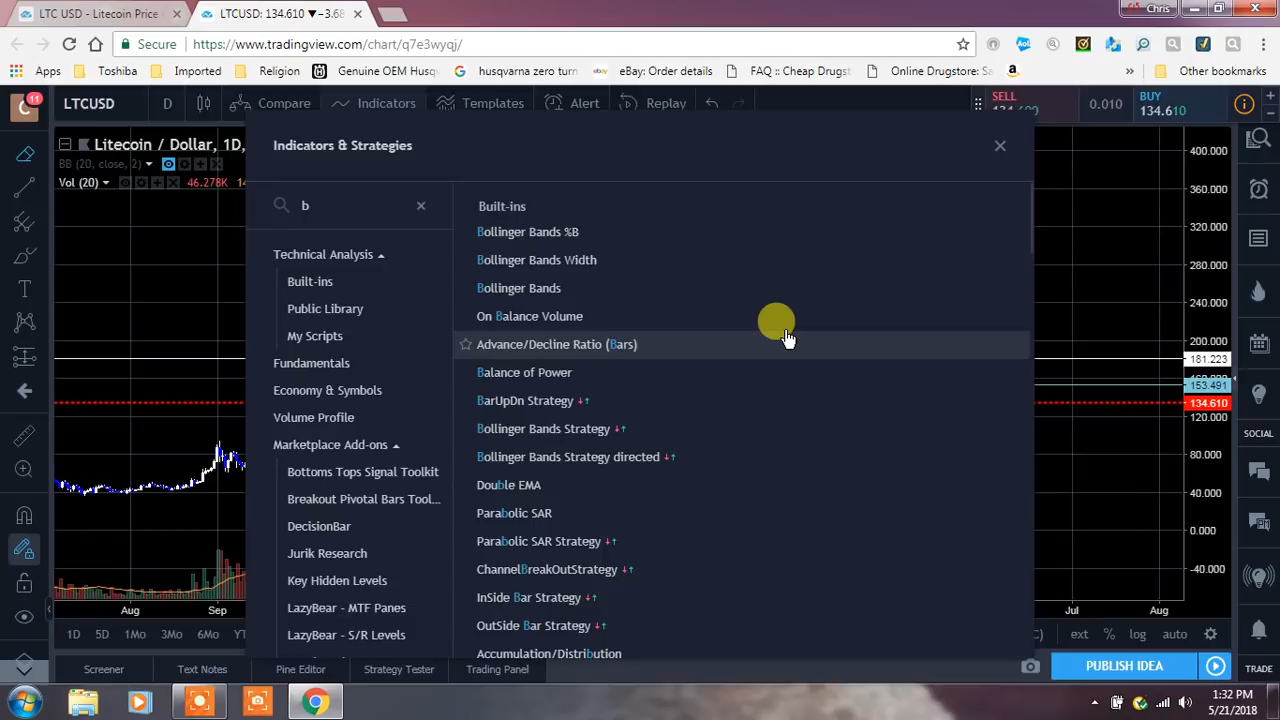 LTC USD - Litecoin Price
LTCUSD: 134.610 ▼−3.68
Chris
Secure
https://www.tradingview.com/chart/q7e3wyqj/
Apps
Toshiba
Imported
Religion
Genuine OEM Husq
husqvarna zero turn
eBay: Order details
FAQ :: Cheap Drugst
Online Drugstore: Sa
»
Other bookmarks
C
11
LTCUSD
D
Compare
Indicators
Templates
Alert
Replay
SELL
0.010
BUY
134.610
Litecoin / Dollar, 1D,
BB (20, close, 2)
Vol (20)
46.278K
Indicators & Strategies
b
Technical Analysis
Built-ins
Public Library
My Scripts
Fundamentals
Economy & Symbols
Volume Profile
Marketplace Add-ons
Bottoms Tops Signal Toolkit
Breakout Pivotal Bars Tool...
DecisionBar
Jurik Research
Key Hidden Levels
LazyBear - MTF Panes
LazyBear - S/R Levels
Built-ins
Bollinger Bands %B
Bollinger Bands Width
Bollinger Bands
On Balance Volume
Advance/Decline Ratio (Bars)
Balance of Power
BarUpDn Strategy
Bollinger Bands Strategy
Bollinger Bands Strategy directed
Double EMA
Parabolic SAR
Parabolic SAR Strategy
ChannelBreakOutStrategy
InSide Bar Strategy
OutSide Bar Strategy
Accumulation/Distribution
400.000
360.000
320.000
280.000
240.000
200.000
181.223
153.491
134.610
120.000
80.000
40.000
0.000
-40.000
SOCIAL
TRADE
Aug
Sep
Jul
Aug
1D
5D
1Mo
3Mo
6Mo
ext
%
log
auto
Screener
Text Notes
Pine Editor
Strategy Tester
Trading Panel
PUBLISH IDEA
1:32 PM
5/21/2018